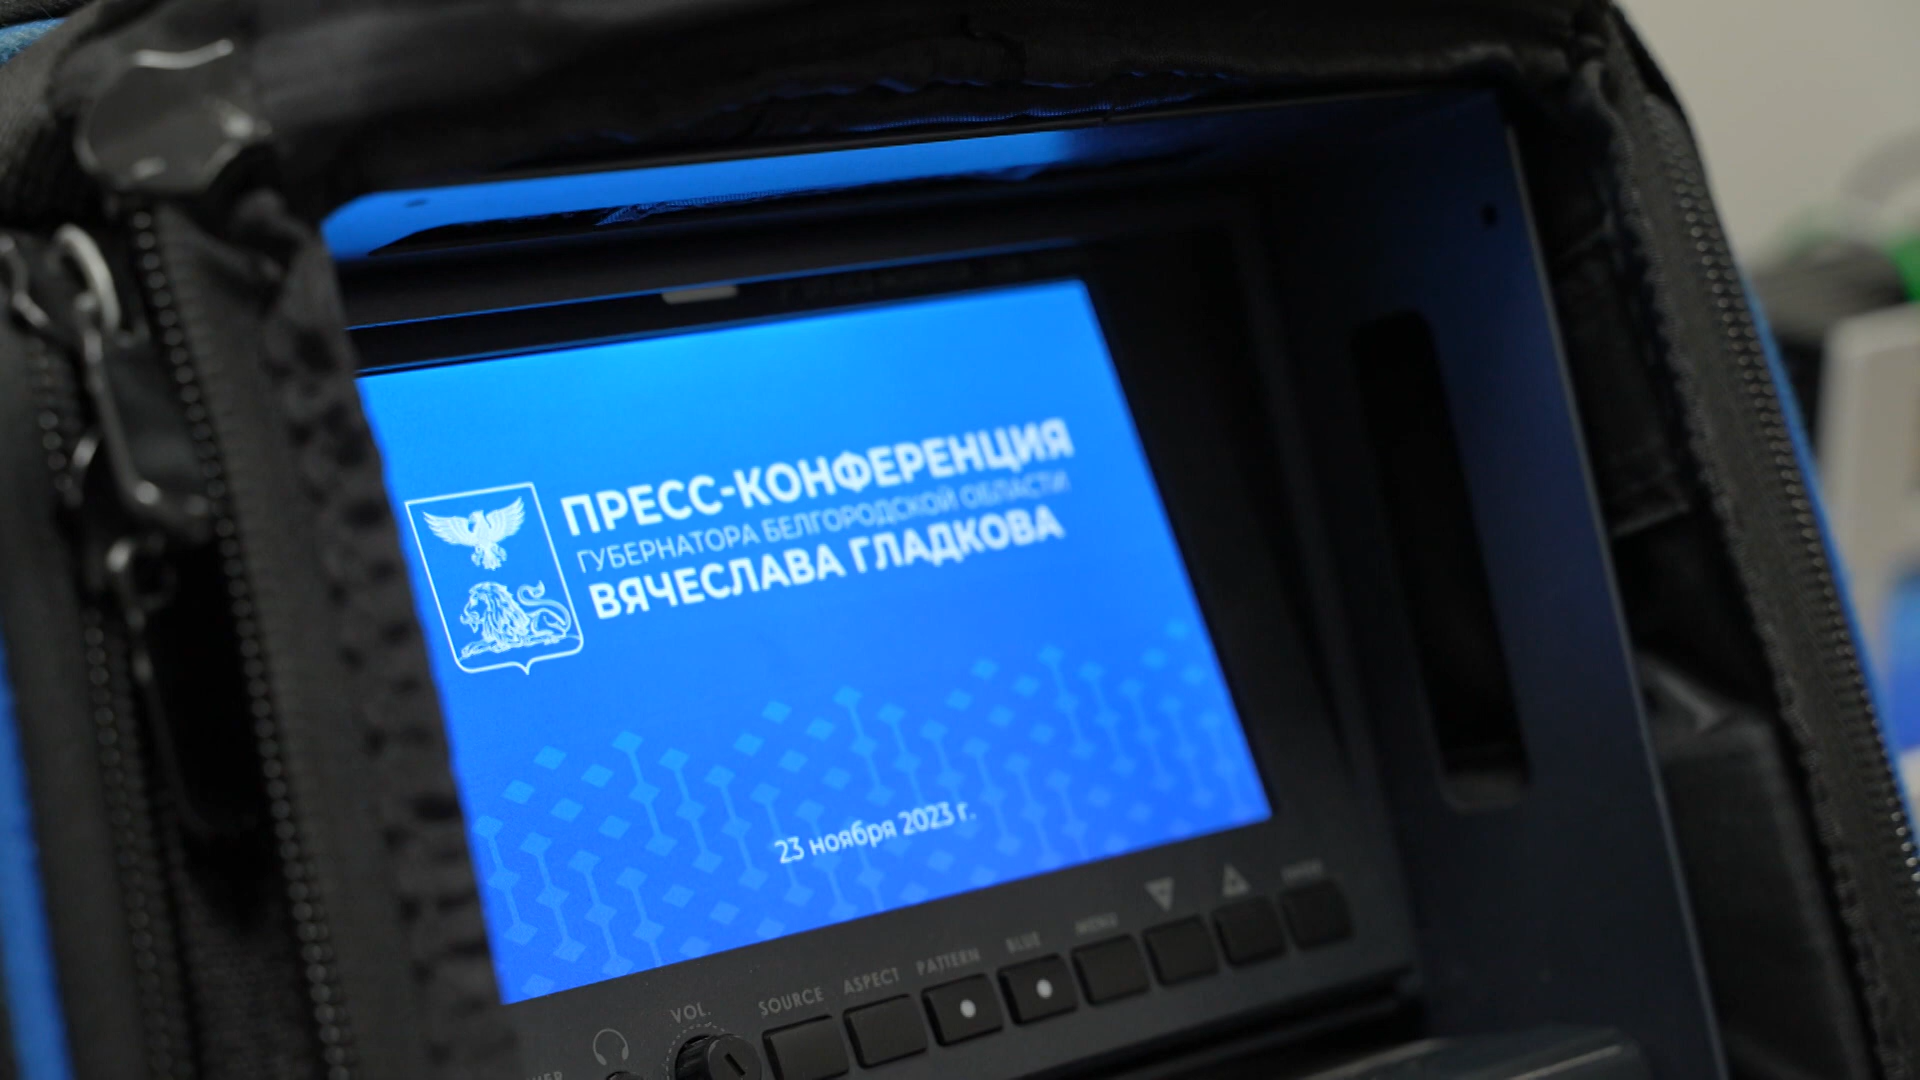 ПРЕСС-КОНФЕРЕНЦИЯ
ГУБЕРНАТОРА БЕЛГОРОДСКОЙ ОБЛАСТИ
ВЯЧЕСЛАВА ГЛАДКОВА
23 ноября 2023 г.
VOL. SOURCE ASPECT PATTERN BLUE MENU